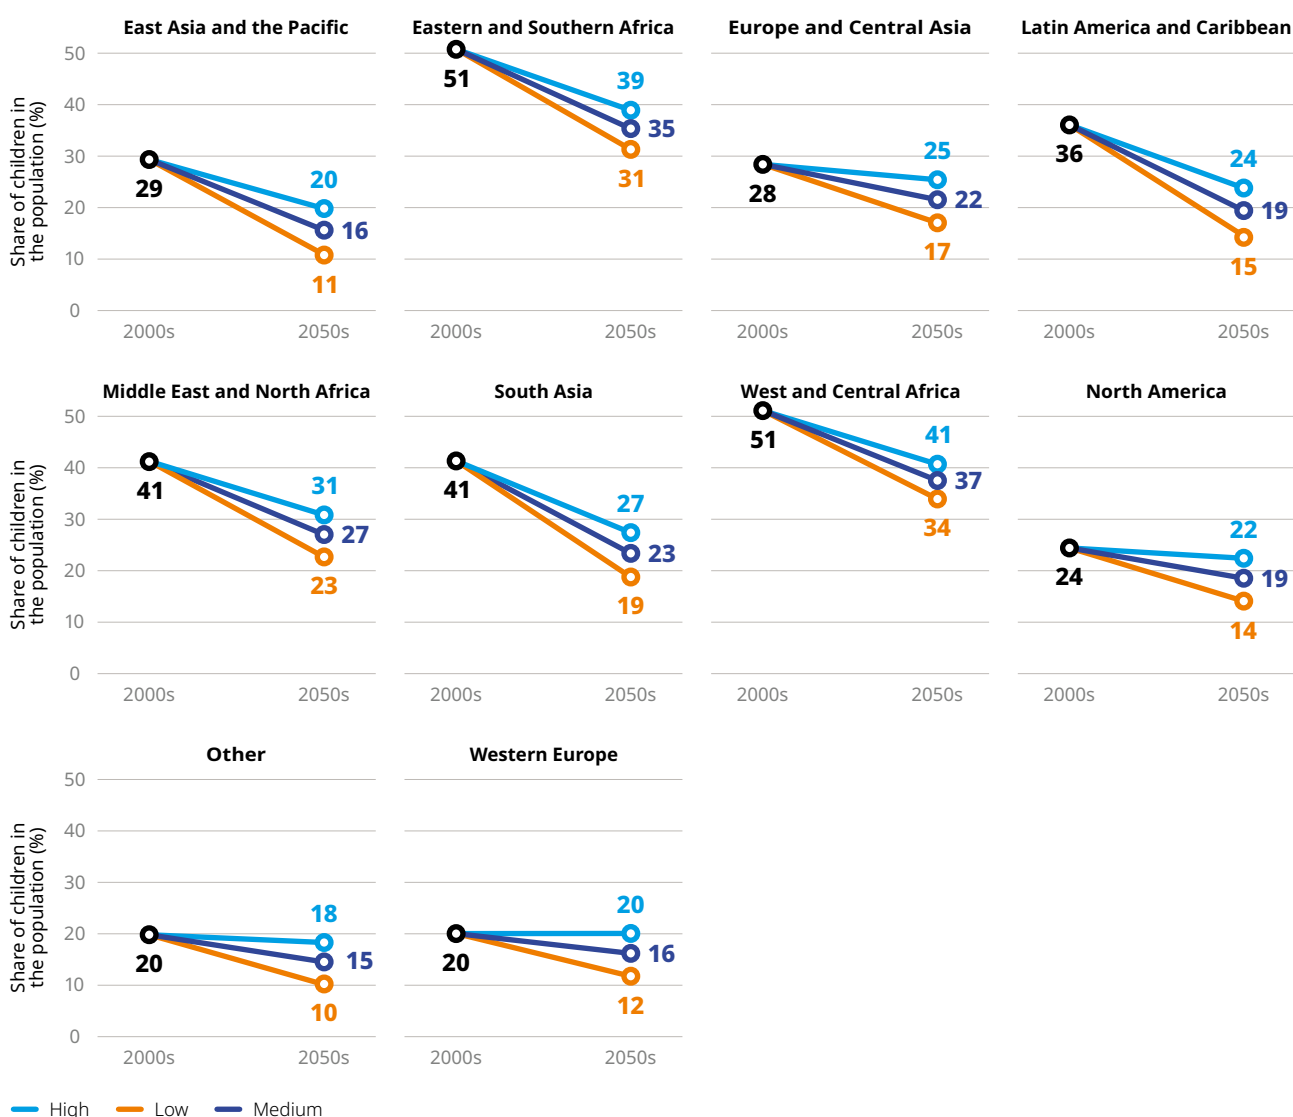 East Asia and the Pacific
Eastern and Southern Africa
Europe and Central Asia
Latin America and Caribbean
Share of children in
the population (%)
50
40
30
20
10
0
29
20
16
11
2000s
2050s
51
39
35
31
2000s
2050s
28
25
22
17
2000s
2050s
36
24
19
15
2000s
2050s
Middle East and North Africa
South Asia
West and Central Africa
North America
Share of children in
the population (%)
50
40
30
20
10
0
41
31
27
23
2000s
2050s
41
27
23
19
2000s
2050s
51
41
37
34
2000s
2050s
24
22
19
14
2000s
2050s
Other
Western Europe
Share of children in
the population (%)
50
40
30
20
10
0
20
18
15
10
2000s
2050s
20
20
16
12
2000s
2050s
High
Low
Medium